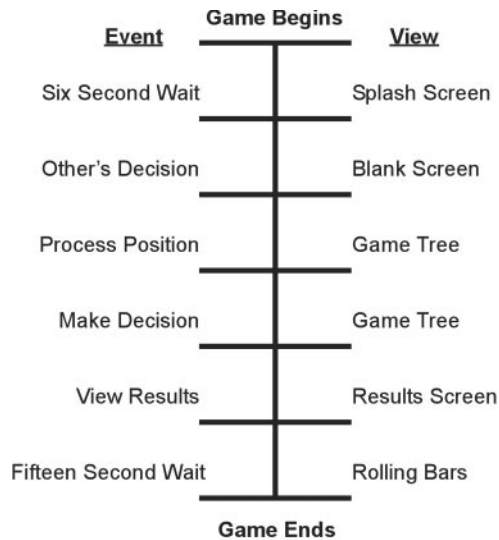 Game Begins
Event View
Six Second Wait Splash Screen
Other's Decision Blank Screen
Process Position Game Tree
Make Decision Game Tree
View Results Results Screen
Fifteen Second Wait Rolling Bars
Game Ends